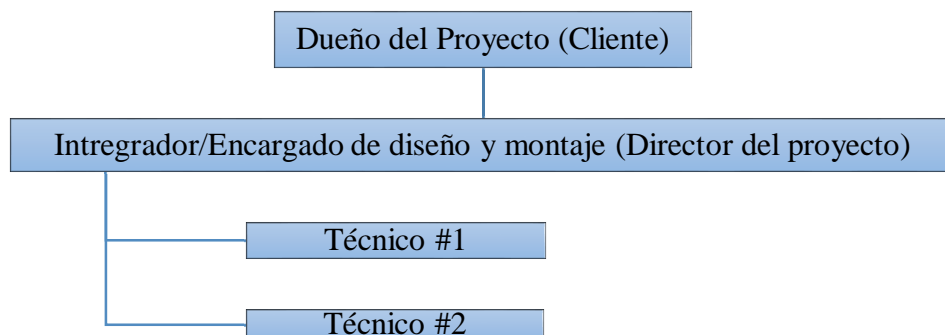 Dueño del Proyecto (Cliente)
Intregrador/Encargado de diseño y montaje (Director del proyecto)
Técnico #1
Técnico #2